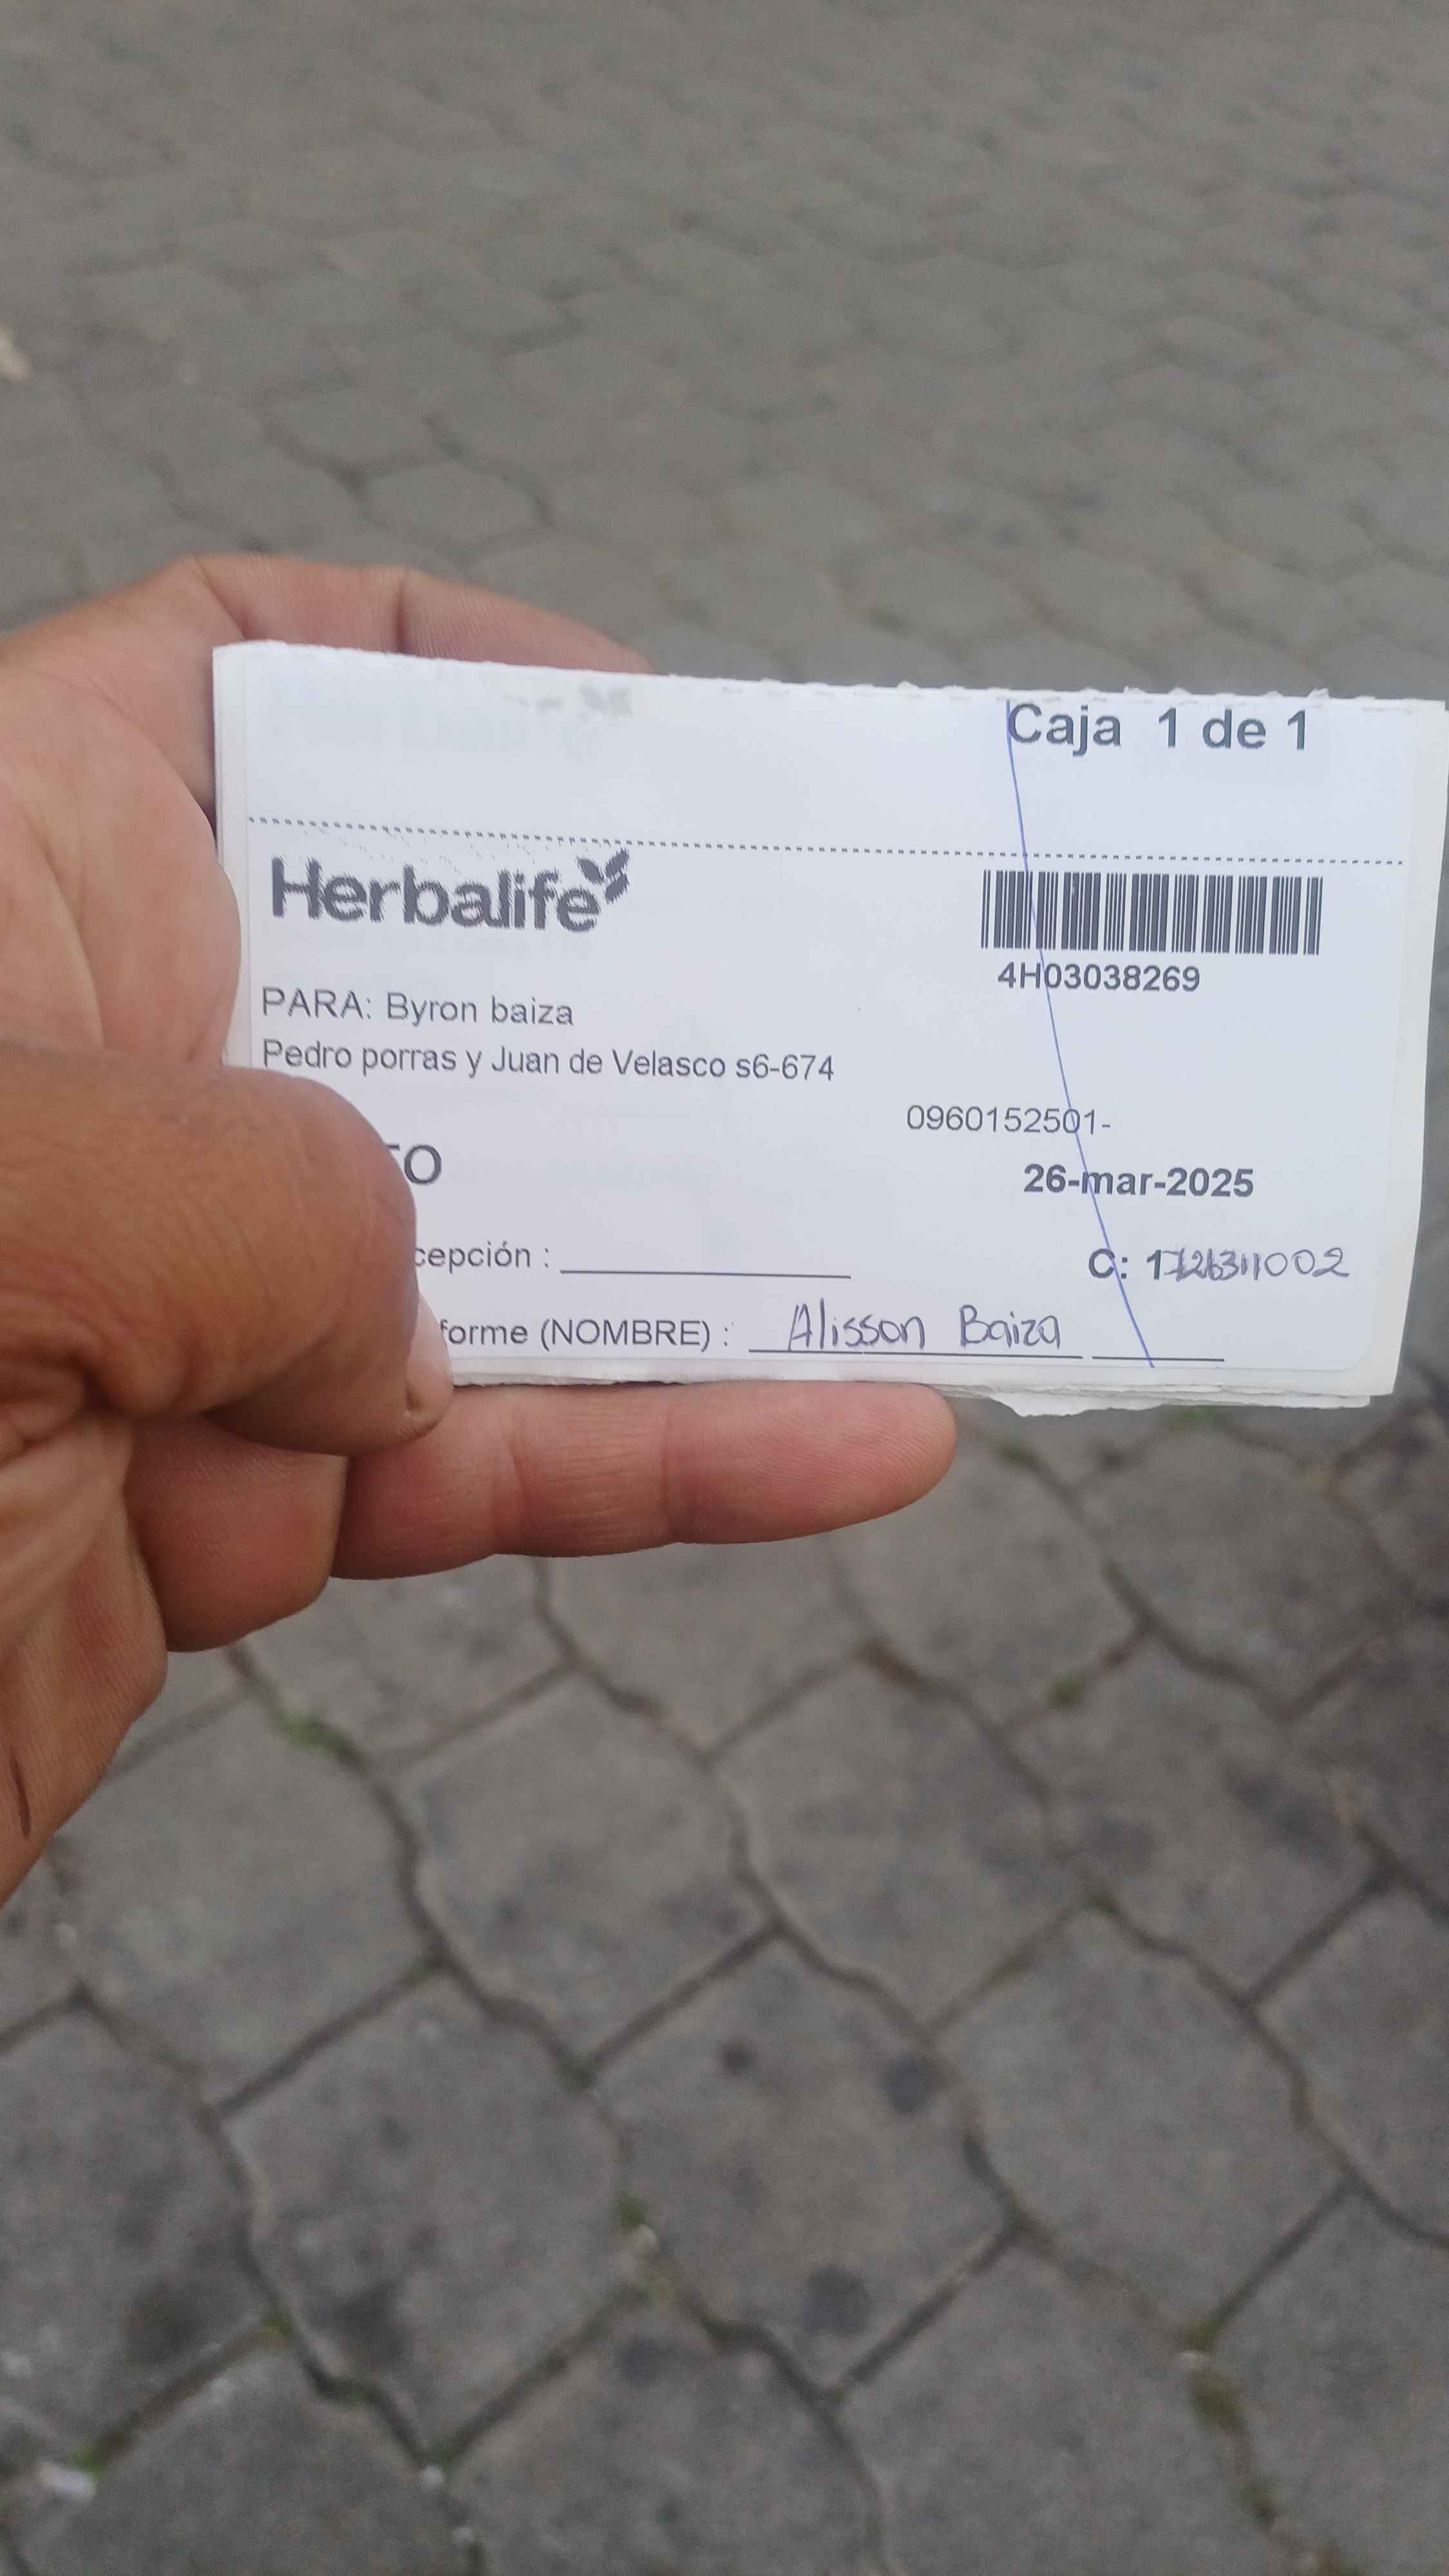 Caja 1 de 1
Herbalife
4H03038269
PARA: Byron baiza
Pedro porras y Juan de Velasco s6-674
0960152501-
26-mar-2025
cepción :
C: 1
forme (NOMBRE) : Alisson Baiza